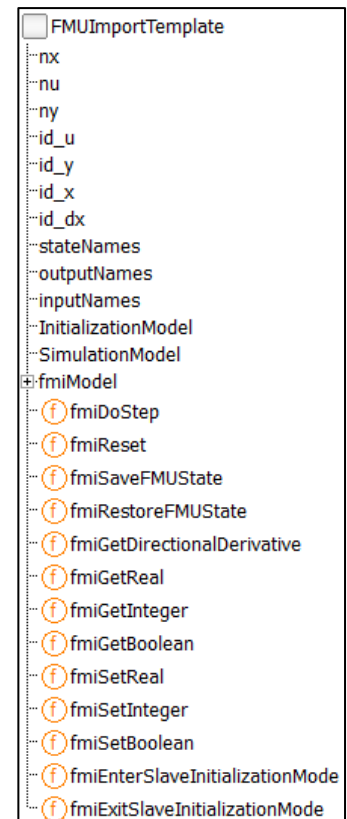 FMUImportTemplate
nx
nu
ny
id_u
id_y
id_x
id_dx
stateNames
outputNames
inputNames
InitializationModel
SimulationModel
fmiModel
f fmiDoStep
f fmiReset
f fmiSaveFMUState
f fmiRestoreFMUState
f fmiGetDirectionalDerivative
f fmiGetReal
f fmiGetInteger
f fmiGetBoolean
f fmiSetReal
f fmiSetInteger
f fmiSetBoolean
f fmiEnterSlaveInitializationMode
f fmiExitSlaveInitializationMode